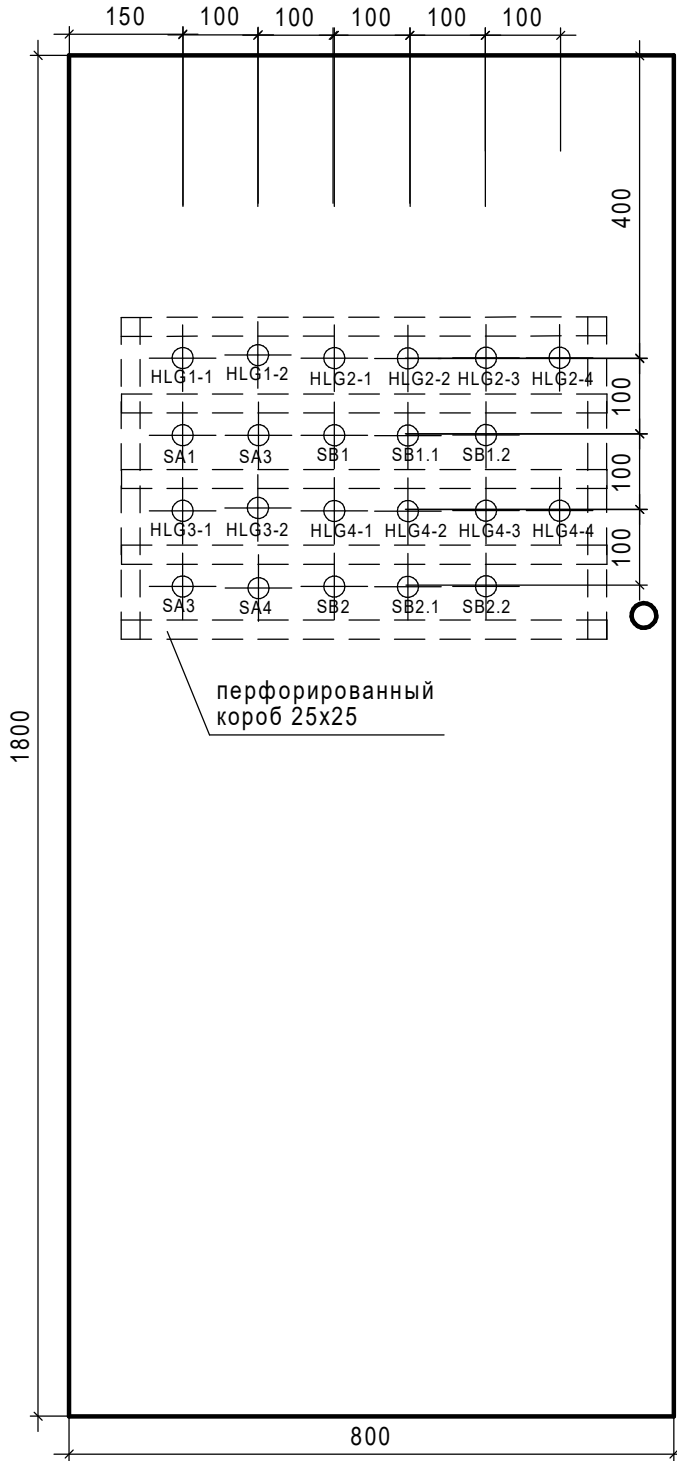 150 100 100 100 100 100
400
HLG1-1 HLG1-2 HLG2-1 HLG2-2 HLG2-3 HLG2-4
100
SA1 SA3 SB1 SB1.1 SB1.2
100
HLG3-1 HLG3-2 HLG4-1 HLG4-2 HLG4-3 HLG4-4
100
SA3 SA4 SB2 SB2.1 SB2.2
перфорированный
короб 25х25
1800
800